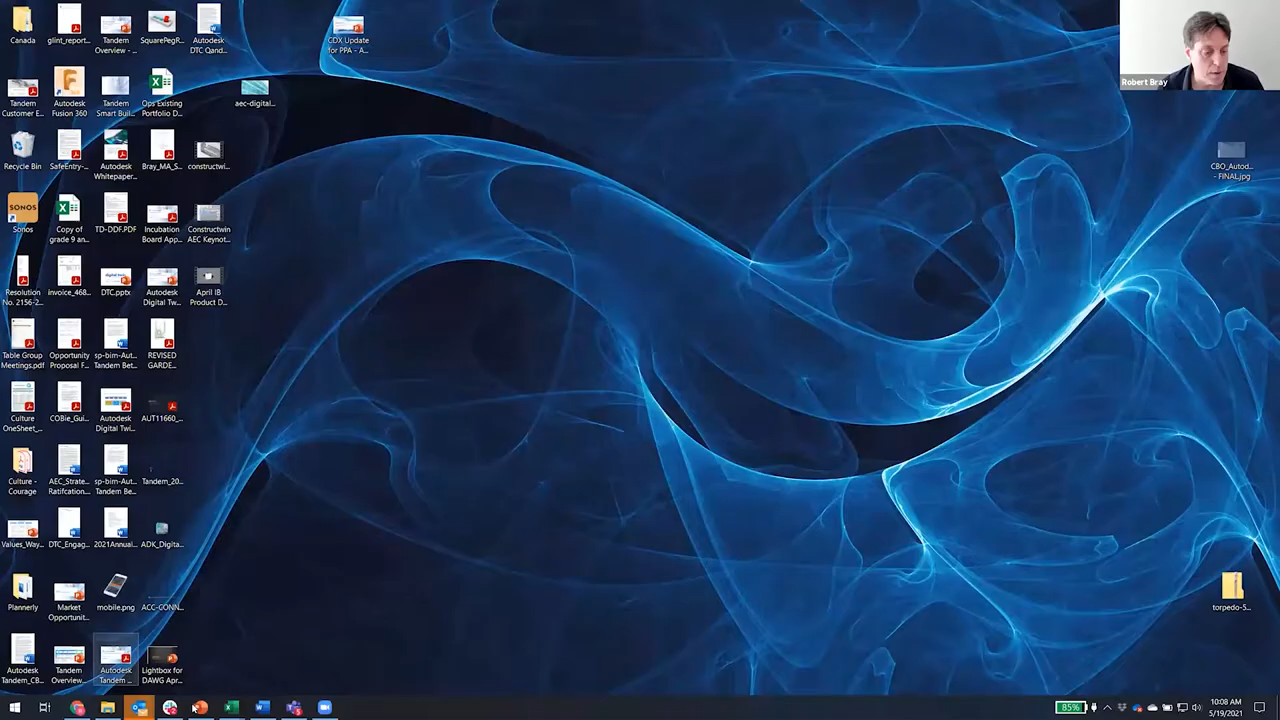 Canada
glint_report...
Tandem
Overview - ...
SquarePegR...
Autodesk
DTC Qand...
CDX Update
for PPA - A...
Robert Bray
Tandem
Customer E...
Autodesk
Fusion 360
Tandem
Smart Buil...
Ops Existing
Portfolio D...
aec-digital...
Recycle Bin
SafeEntry-...
Autodesk
Whitepaper...
Bray_MA_S...
constructwi...
CBO_Autod...
- FINAL.jpg
SONOS
Sonos
Copy of
grade 9 an...
TD-DDF.PDF
Incubation
Board App...
Constructwin
AEC Keynot...
Resolution
No. 2156-2...
invoice_468...
DTC.pptx
Autodesk
Digital Tw...
April IB
Product D...
Table Group
Meetings.pdf
Opportunity
Proposal F...
sp-bim-Aut...
Tandem Bet...
REVISED
GARDE...
Culture
OneSheet_...
COBie_Gui...
Autodesk
Digital Twi...
AUT11660_...
Culture -
Courage
AEC_Strate...
Ratifcation...
sp-bim-Aut...
Tandem Be...
Tandem_20...
Values_Way...
DTC_Engag...
2021Annual...
ADK_Digita...
Plannerly
Market
Opportunit...
mobile.png
ACC-CONN...
torpedo-5...
Autodesk
Tandem_CB...
Tandem
Overview...
Autodesk
Tandem ...
Lightbox for
DAWG Apr...
85%
10:08 AM
5/19/2021